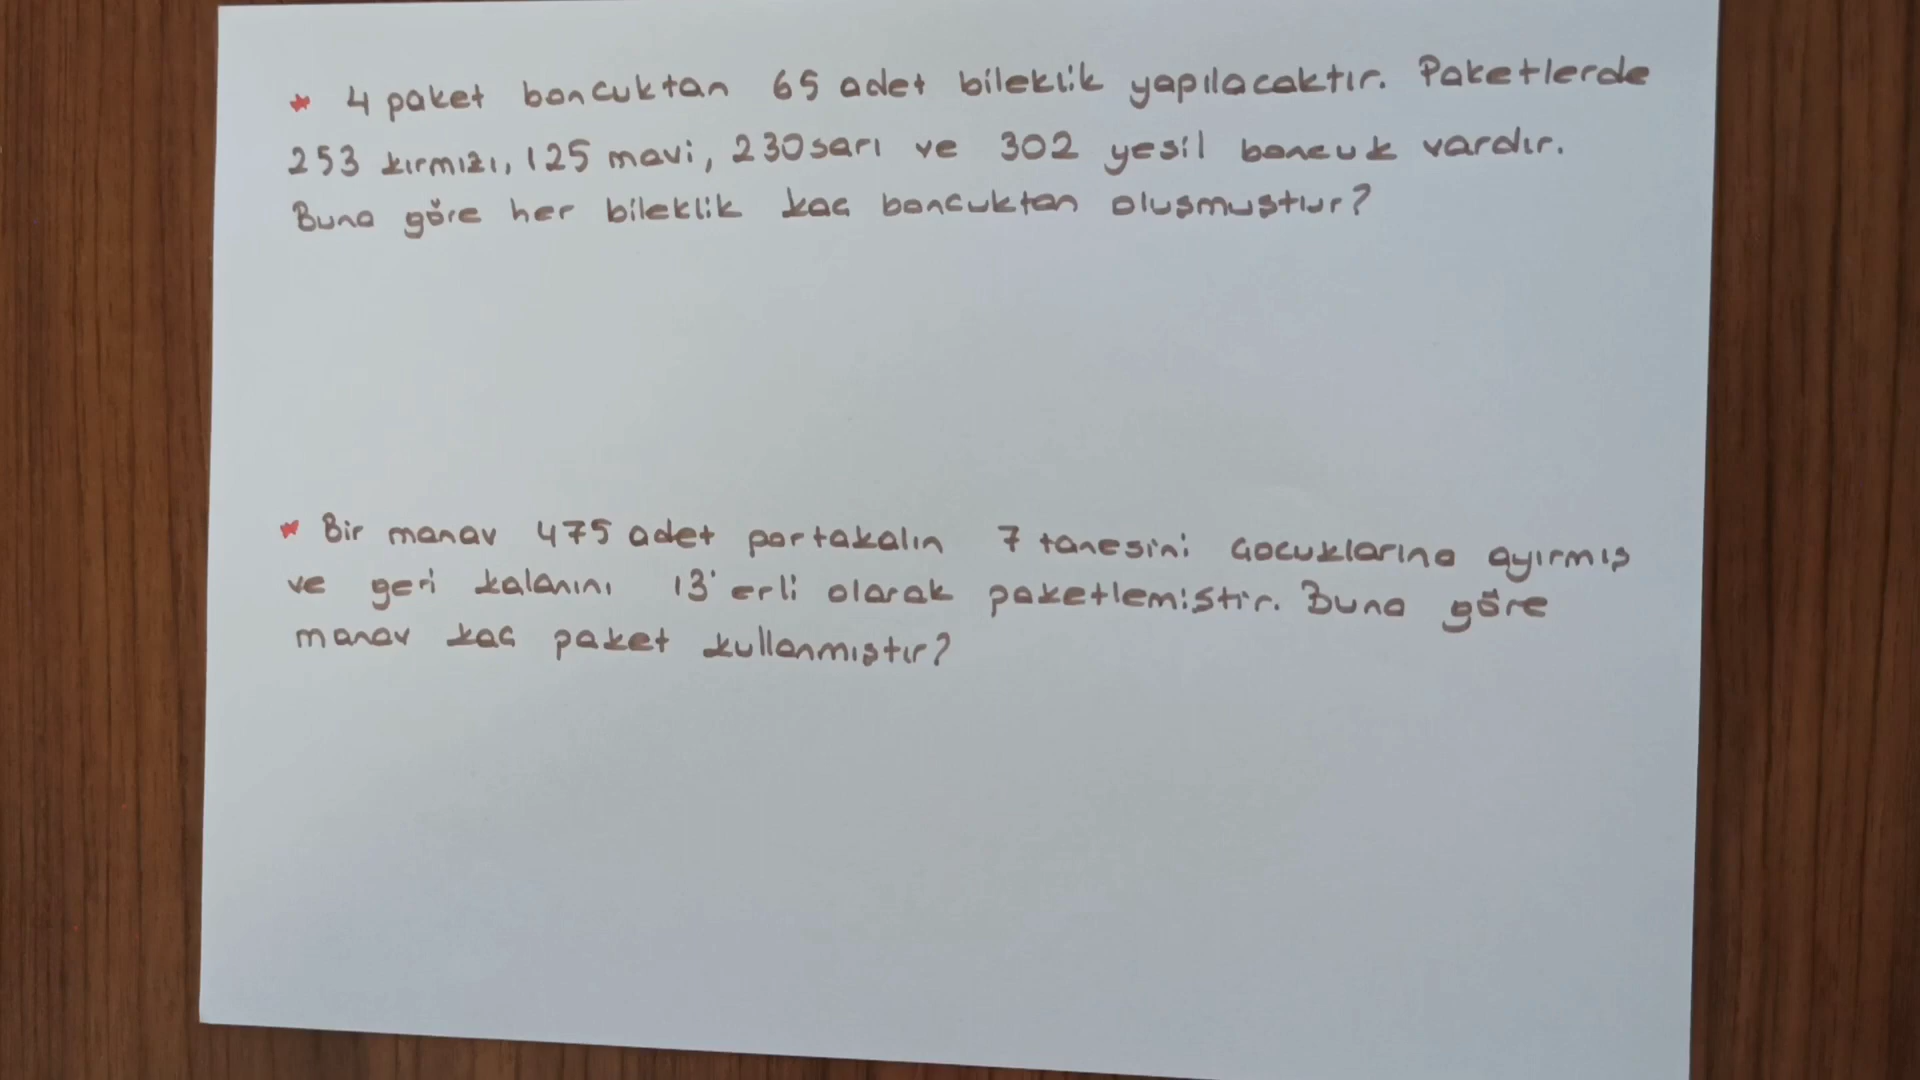 * 4 paket boncuktan 65 adet bileklik yapılacaktır. Paketlerde
253 kırmızı, 125 mavi, 230 sarı ve 302 yesil boncuk vardır.
Buna göre her bileklik kaç boncuktan oluşmuştur?
* Bir manav 475 adet portakalın 7 tanesini çocuklarına ayırmış
ve geri kalanını 13'erli olarak paketlemiştir. Buna göre
manav kaç paket kullanmıştır?